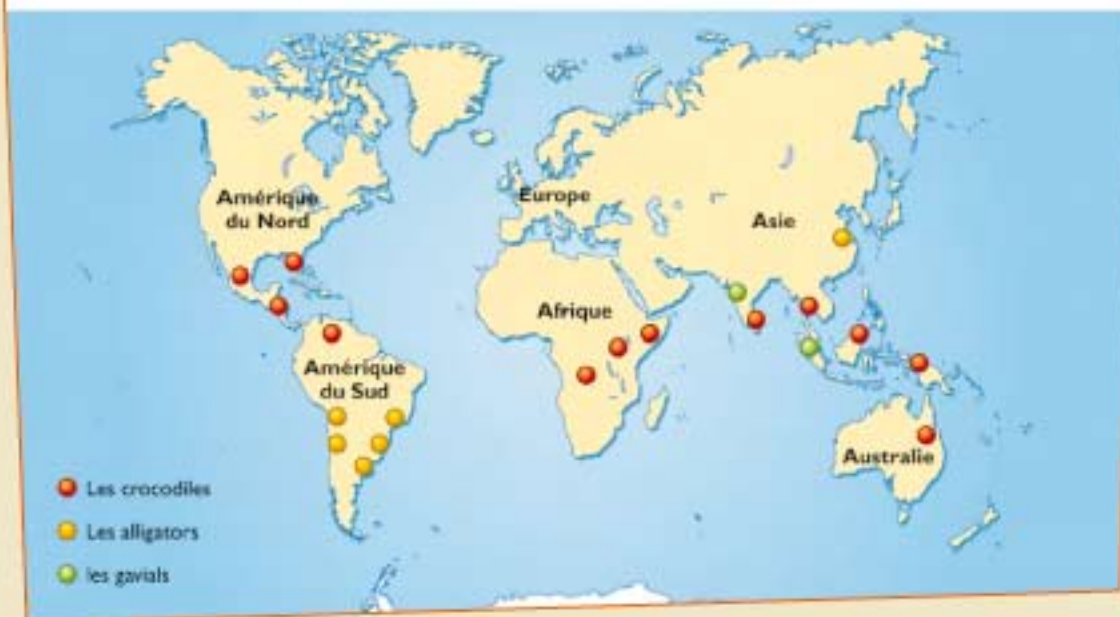 Amérique
du Nord
Europe
Asie
Afrique
Amérique
du Sud
Australie
Les crocodiles
Les alligators
les gavials